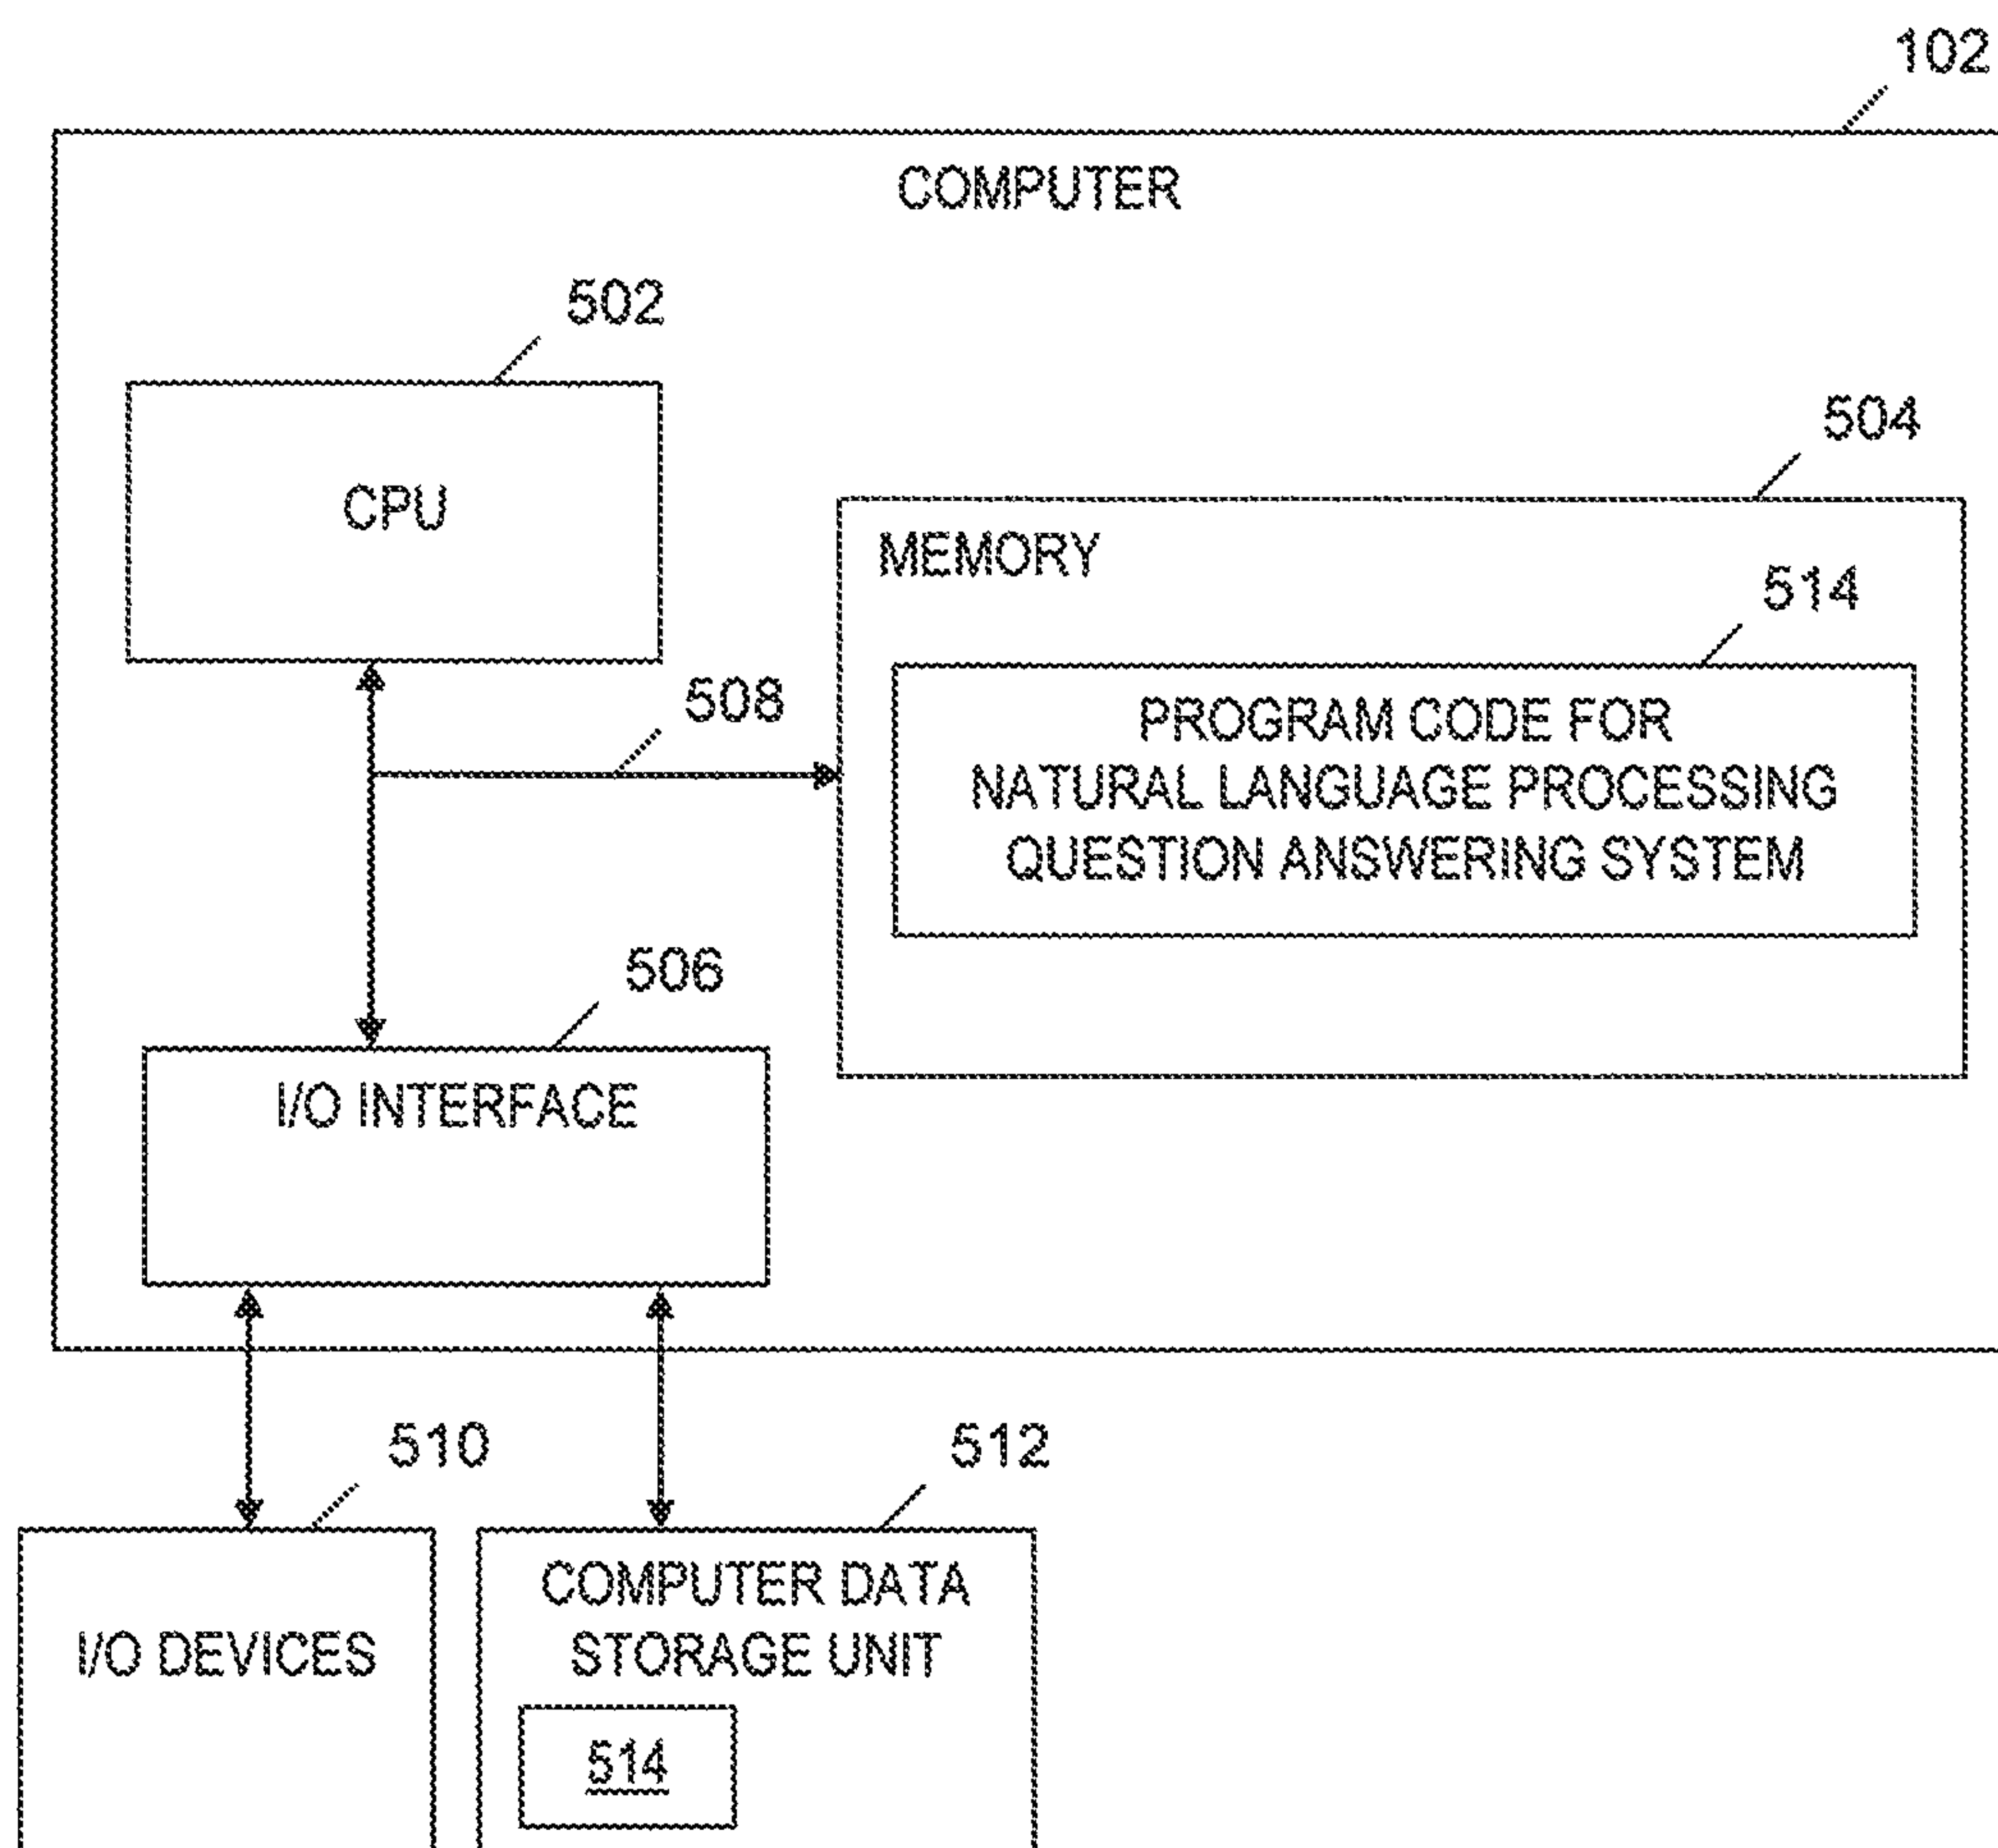 102
COMPUTER
502
CPU
504
MEMORY
514
PROGRAM CODE FOR
NATURAL LANGUAGE PROCESSING
QUESTION ANSWERING SYSTEM
508
506
I/O INTERFACE
510
512
I/O DEVICES
COMPUTER DATA
STORAGE UNIT
514